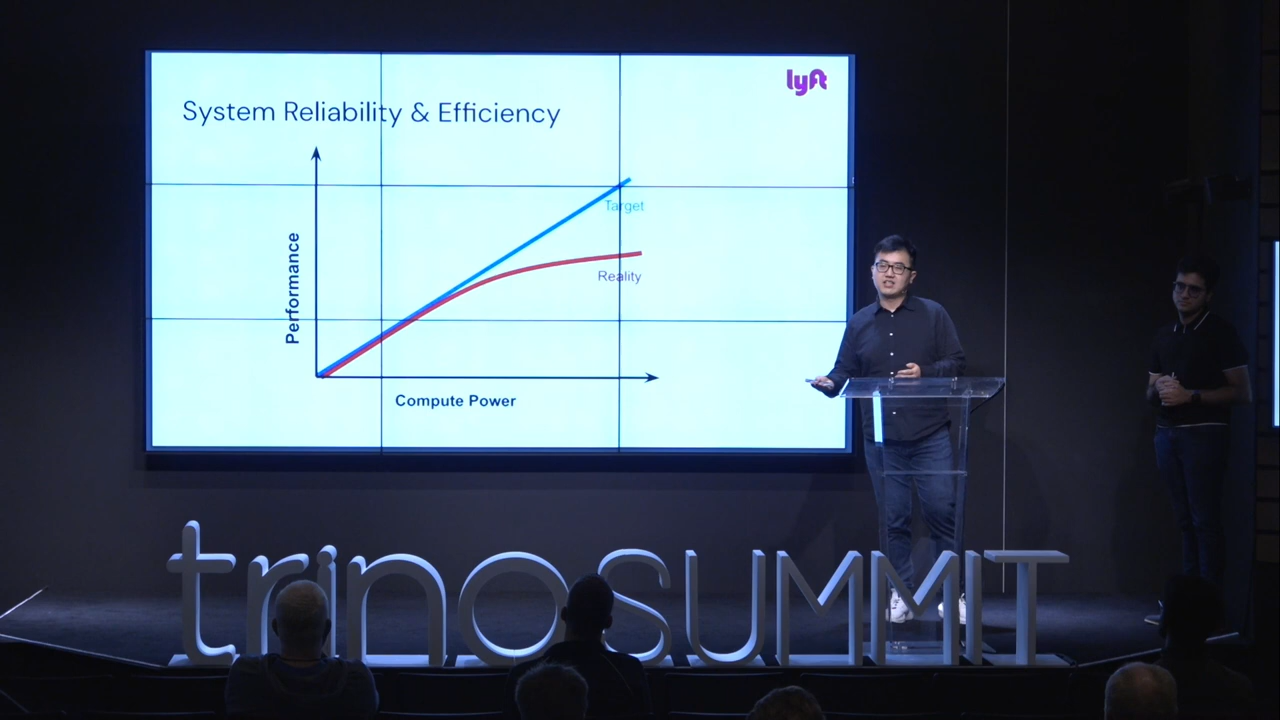 lyft
System Reliability & Efficiency
Target
Reality
Performance
Compute Power
trinoSUMMIT